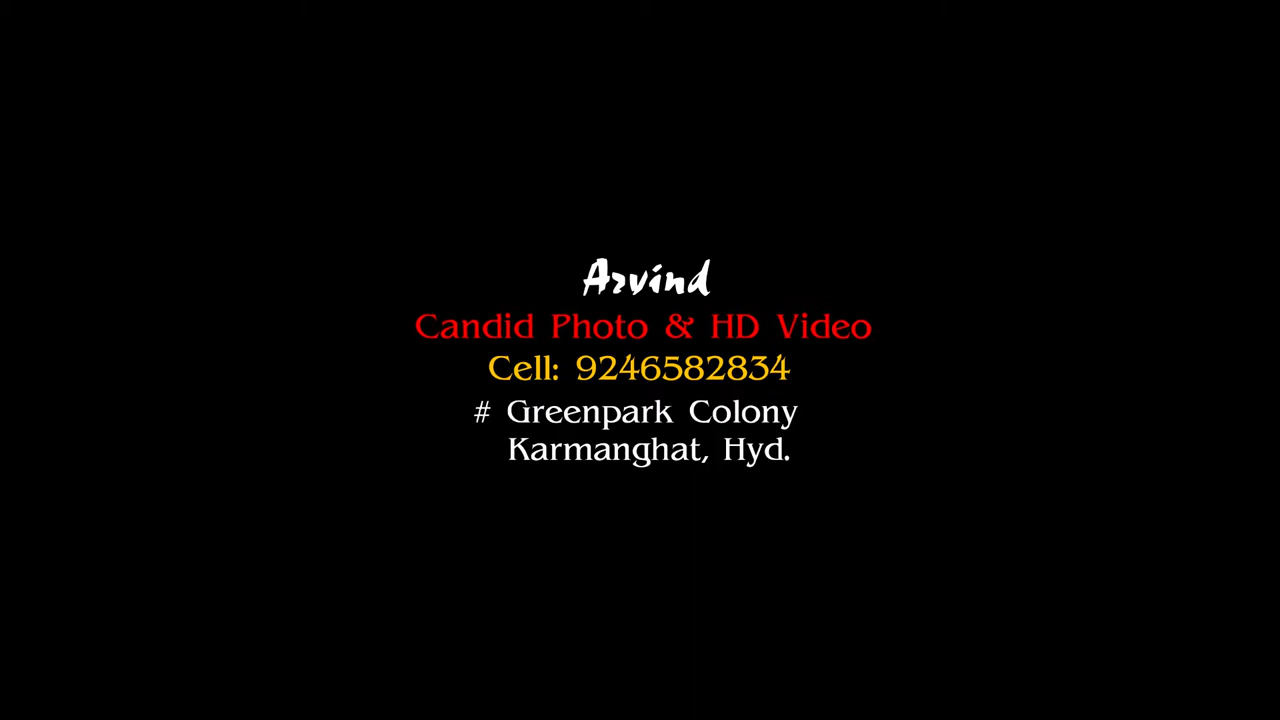 Arvind
Candid Photo & HD Video
Cell: 9246582834
# Greenpark Colony
Karmanghat, Hyd.